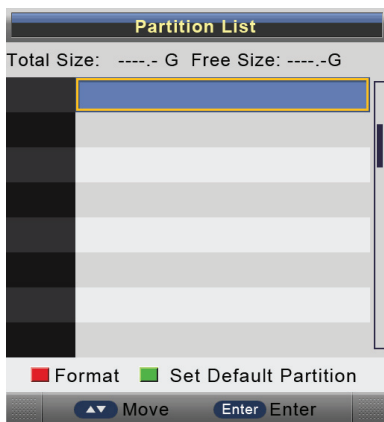 Partition List
Total Size: ----.- G Free Size: ----.-G
Format Set Default Partition
Move Enter Enter